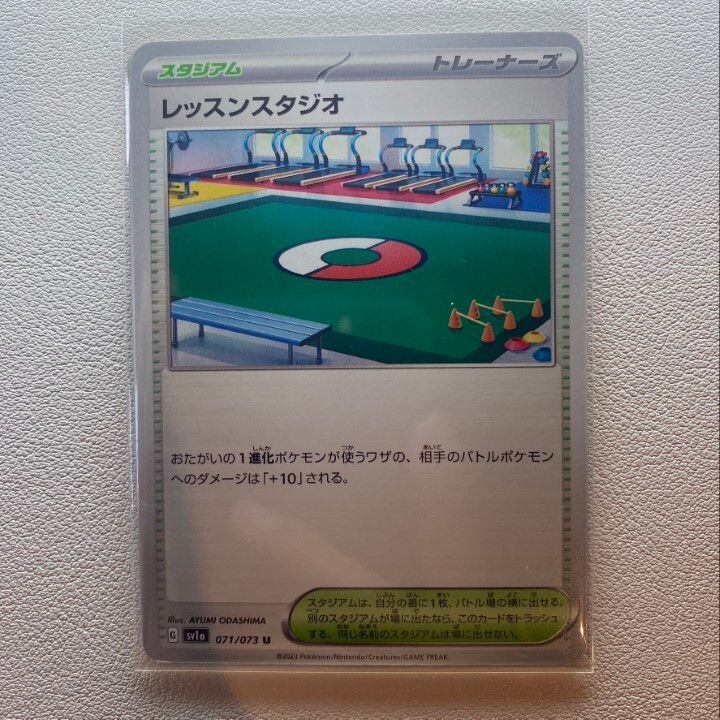 スタジアム
トレーナーズ
レッスンスタジオ
おたがいの1進化ポケモンが使うワザの、相手のバトルポケモン
へのダメージは「+10」される。
スタジアムは、自分の番に1枚、バトル場の横に出せる。
別のスタジアムが場に出たなら、このカードをトラッシュ
する。同じ名前のスタジアムは場に出せない。
Illus. AYUMI ODASHIMA
G sv1a 071/073 U
©2023 Pokémon/Nintendo/Creatures/GAME FREAK.